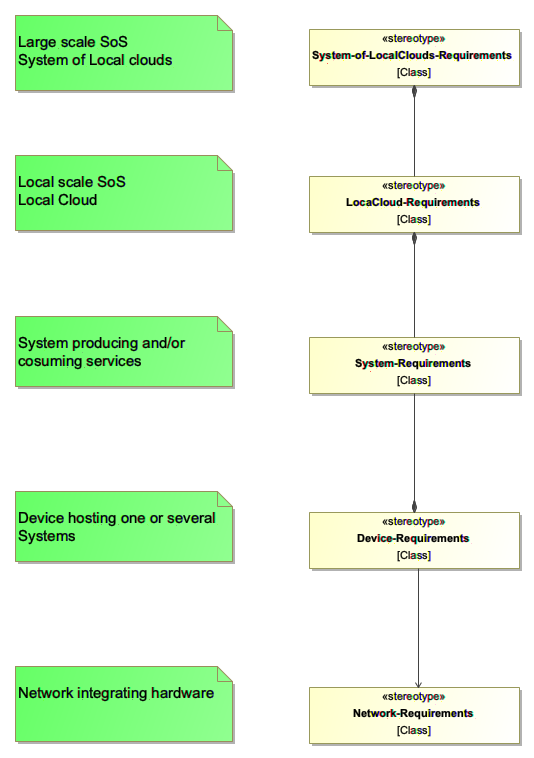 Large scale SoS
System of Local clouds
«stereotype»
System-of-LocalClouds-Requirements
[Class]
Local scale SoS
Local Cloud
«stereotype»
LocaCloud-Requirements
[Class]
System producing and/or
cosuming services
«stereotype»
System-Requirements
[Class]
Device hosting one or several
Systems
«stereotype»
Device-Requirements
[Class]
Network integrating hardware
«stereotype»
Network-Requirements
[Class]